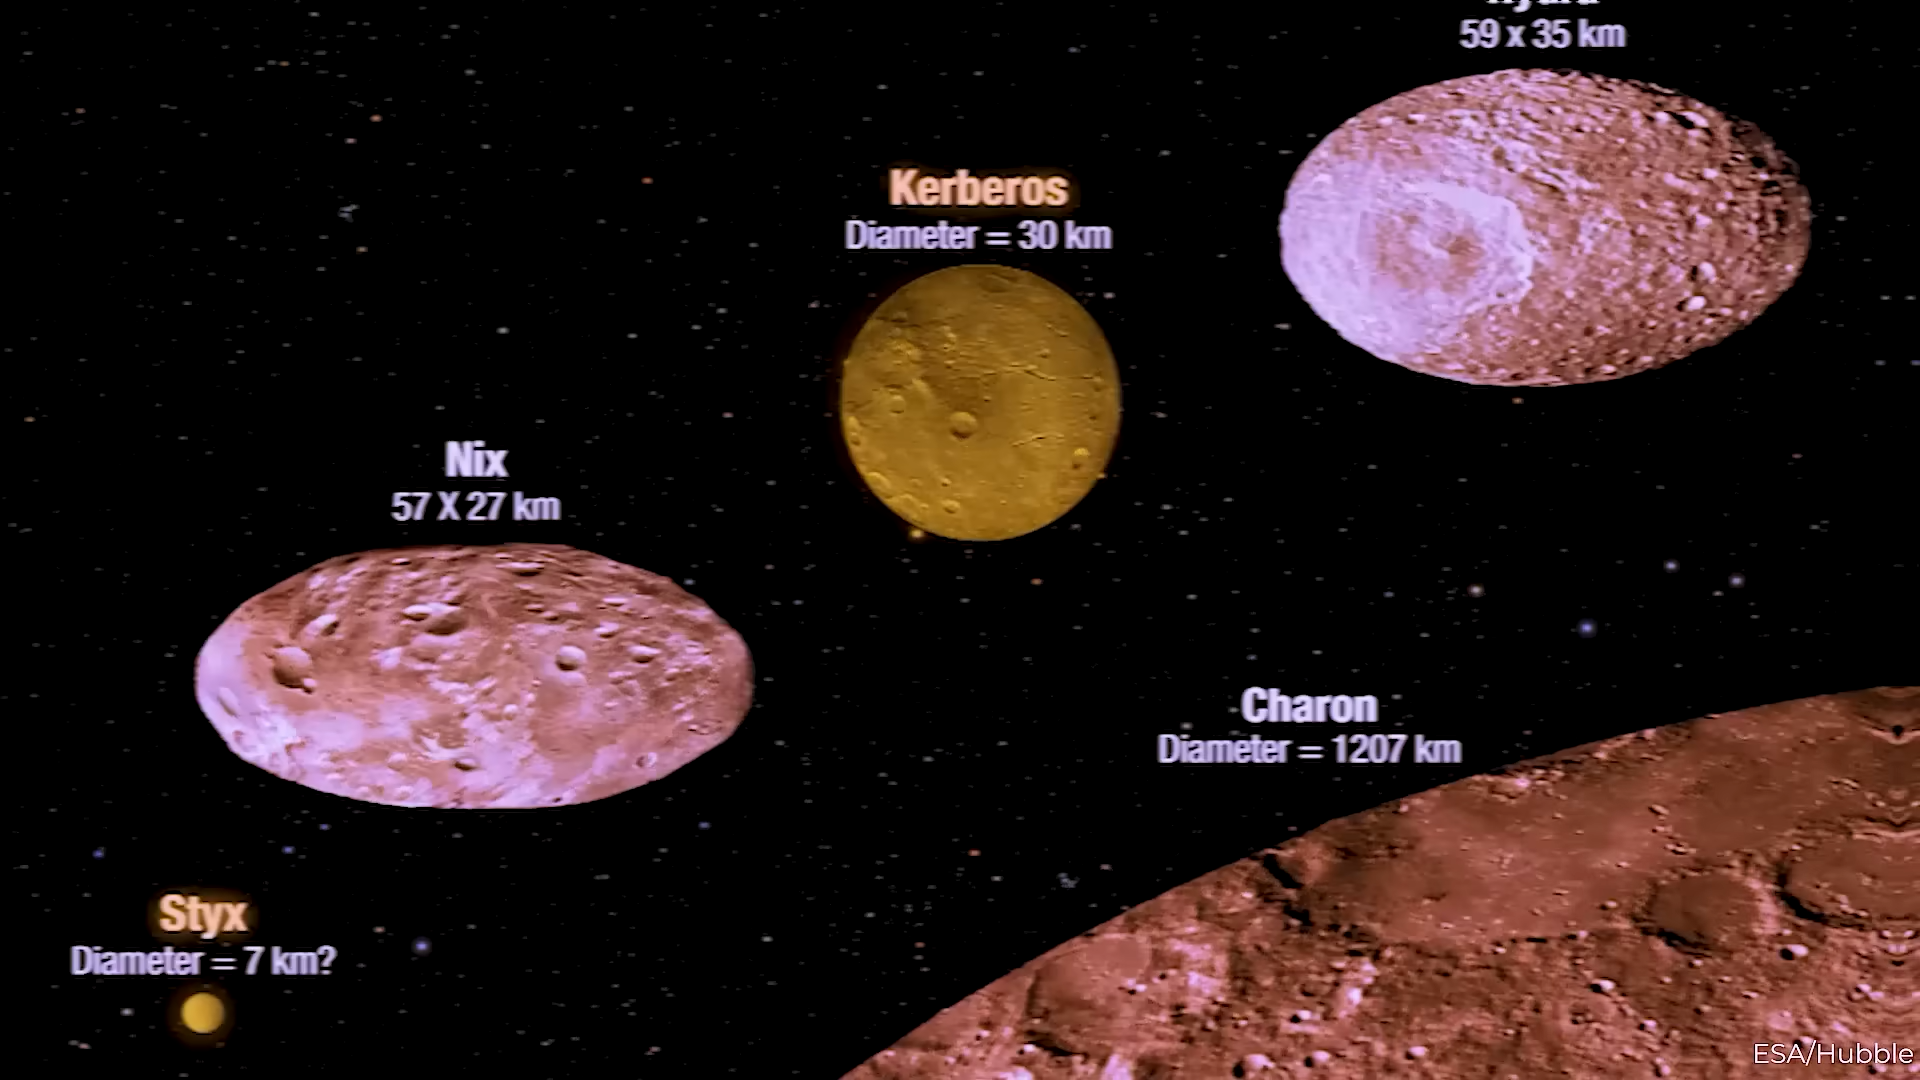 59 x 35 km
Kerberos
Diameter = 30 km
Nix
57 X 27 km
Charon
Diameter = 1207 km
Styx
Diameter = 7 km?
ESA/Hubble